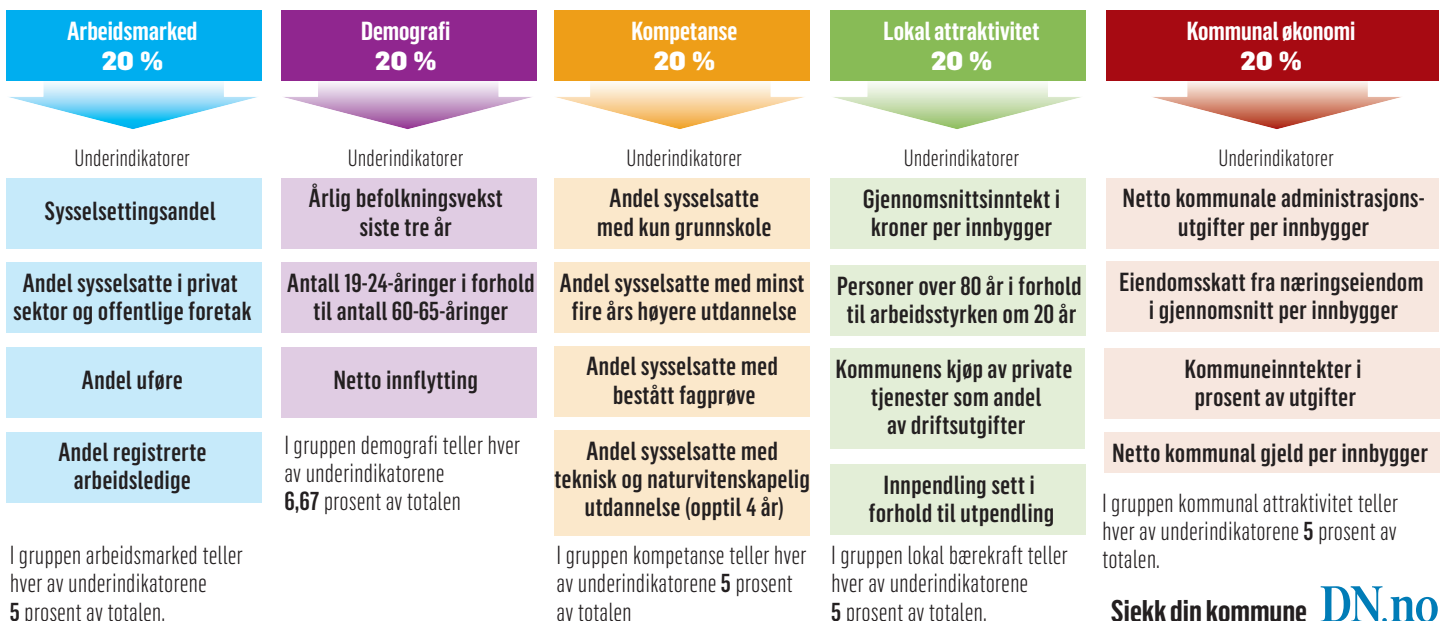 Arbeidsmarked
20 %
Underindikatorer
Sysselsettingsandel
Andel sysselsatte i privat
sektor og offentlige foretak
Andel uføre
Andel registrerte
arbeidsledige
I gruppen arbeidsmarked teller
hver av underindikatorene
5 prosent av totalen.
Demografi
20 %
Underindikatorer
Årlig befolkningsvekst
siste tre år
Antall 19-24-åringer i forhold
til antall 60-65-åringer
Netto innflytting
I gruppen demografi teller hver
av underindikatorene
6,67 prosent av totalen
Kompetanse
20 %
Underindikatorer
Andel sysselsatte
med kun grunnskole
Andel sysselsatte med minst
fire års høyere utdannelse
Andel sysselsatte med
bestått fagprøve
Andel sysselsatte med
teknisk og naturvitenskapelig
utdannelse (opptil 4 år)
I gruppen kompetanse teller hver
av underindikatorene 5 prosent
av totalen
Lokal attraktivitet
20 %
Underindikatorer
Gjennomsnittsinntekt i
kroner per innbygger
Personer over 80 år i forhold
til arbeidsstyrken om 20 år
Kommunens kjøp av private
tjenester som andel
av driftsutgifter
Innpendling sett i
forhold til utpendling
I gruppen lokal bærekraft teller
hver av underindikatorene
5 prosent av totalen.
Kommunal økonomi
20 %
Underindikatorer
Netto kommunale administrasjons-
utgifter per innbygger
Eiendomsskatt fra næringseiendom
i gjennomsnitt per innbygger
Kommuneinntekter i
prosent av utgifter
Netto kommunal gjeld per innbygger
I gruppen kommunal attraktivitet teller
hver av underindikatorene 5 prosent av
totalen.
Sjekk din kommune DN.no